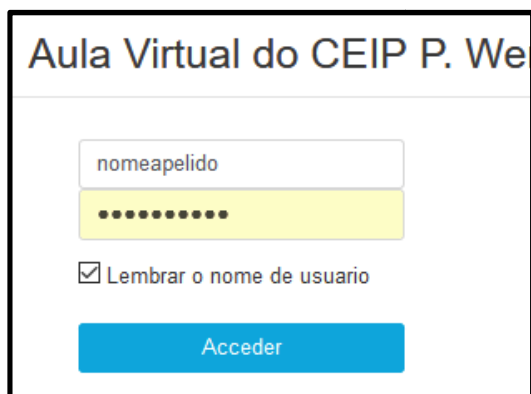 Aula Virtual do CEIP P. We
nomeapelido
••••••••••
Lembrar o nome de usuario
Acceder